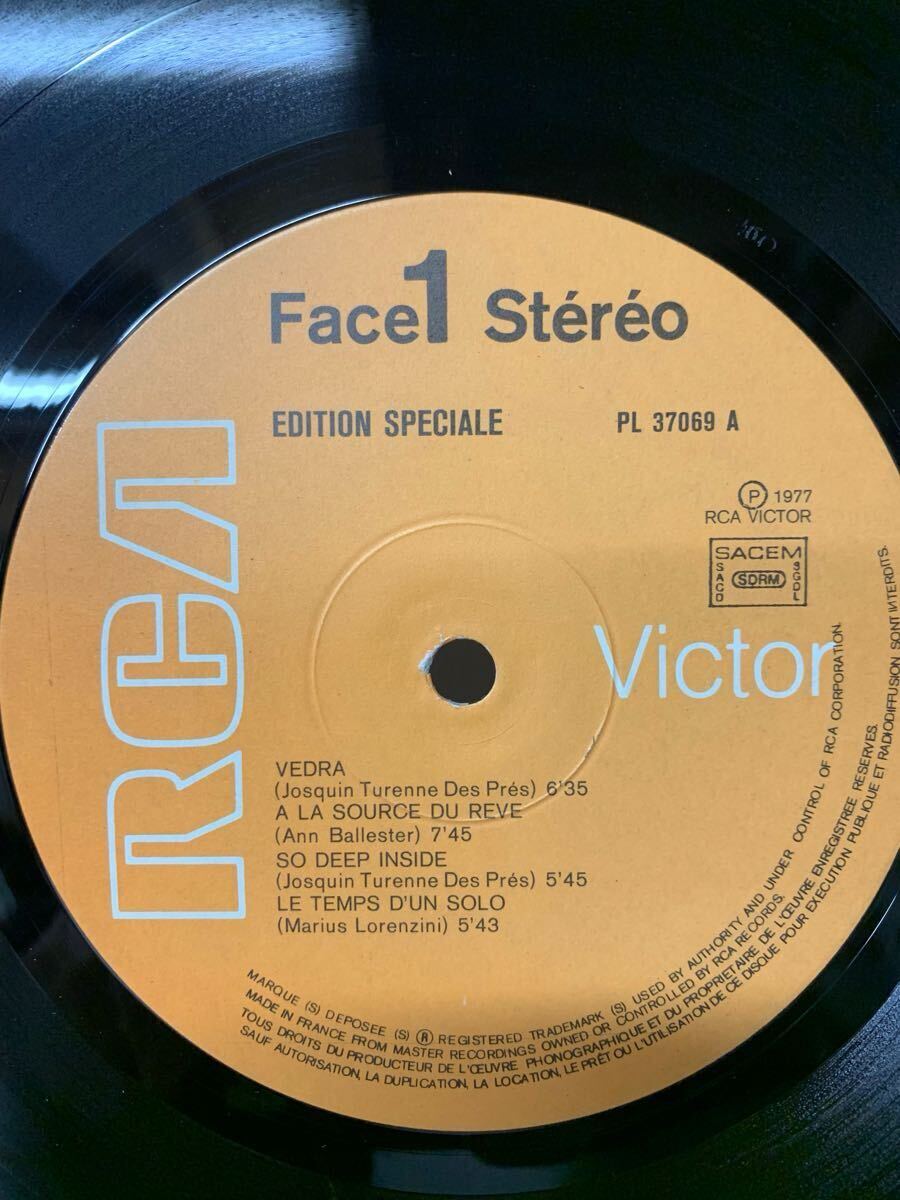 Face 1 Stéréo
EDITION SPECIALE PL 37069 A
Ⓟ 1977
RCA VICTOR
SACEM
SACD SDRM SGDL
RCA Victor
VEDRA
(Josquin Turenne Des Prés) 6'35
A LA SOURCE DU REVE
(Ann Ballester) 7'45
SO DEEP INSIDE
(Josquin Turenne Des Prés) 5'45
LE TEMPS D'UN SOLO
(Marius Lorenzini) 5'43
MARQUE (S) DEPOSEE (S) ® REGISTERED TRADEMARK (S) USED BY AUTHORITY AND UNDER CONTROL OF RCA CORPORATION.
MADE IN FRANCE FROM MASTER RECORDINGS OWNED OR CONTROLLED BY RCA RECORDS.
TOUS DROITS DU PRODUCTEUR DE L'ŒUVRE PHONOGRAPHIQUE ET DU PROPRIETAIRE DE L'ŒUVRE ENREGISTREE RESERVES.
SAUF AUTORISATION, LA DUPLICATION, LA LOCATION, LE PRÊT OU L'UTILISATION DE CE DISQUE POUR EXECUTION PUBLIQUE ET RADIODIFFUSION SONT INTERDITS.